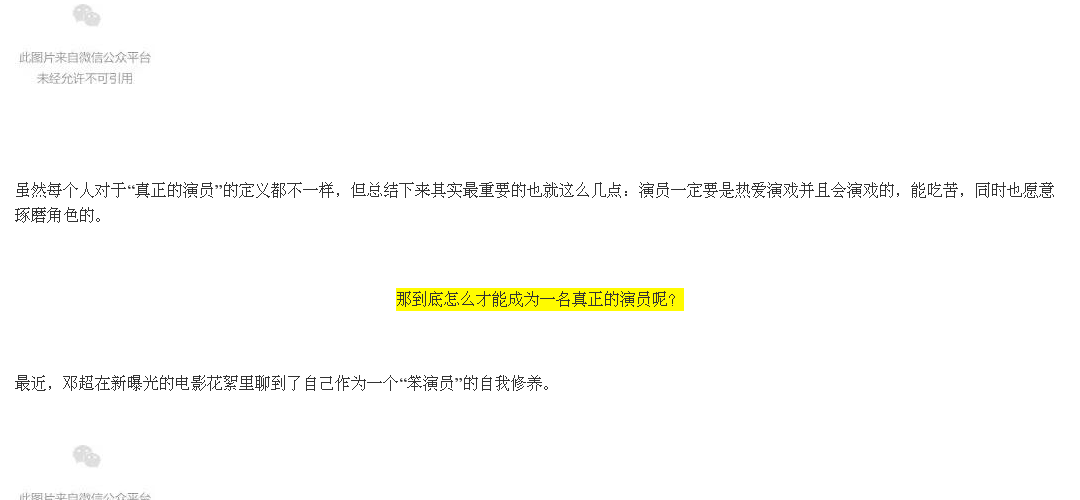 此图片来自微信公众平台
未经允许不可引用
虽然每个人对于“真正的演员”的定义都不一样，但总结下来其实最重要的也就这么几点：演员一定要是热爱演戏并且会演戏的，能吃苦，同时也愿意
琢磨角色的。
那到底怎么才能成为一名真正的演员呢？
最近，邓超在新曝光的电影花絮里聊到了自己作为一个“笨演员”的自我修养。
此图片来自微信公众平台